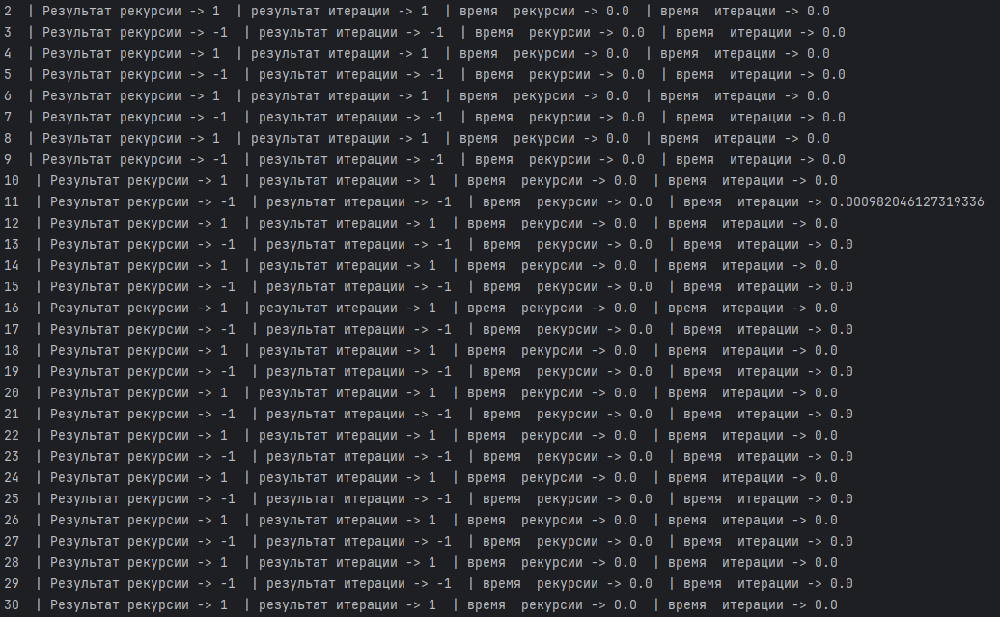 2  | Результат рекурсии -> 1  | результат итерации -> 1  | время  рекурсии -> 0.0  | время  итерации -> 0.0
3  | Результат рекурсии -> -1  | результат итерации -> -1  | время  рекурсии -> 0.0  | время  итерации -> 0.0
4  | Результат рекурсии -> 1  | результат итерации -> 1  | время  рекурсии -> 0.0  | время  итерации -> 0.0
5  | Результат рекурсии -> -1  | результат итерации -> -1  | время  рекурсии -> 0.0  | время  итерации -> 0.0
6  | Результат рекурсии -> 1  | результат итерации -> 1  | время  рекурсии -> 0.0  | время  итерации -> 0.0
7  | Результат рекурсии -> -1  | результат итерации -> -1  | время  рекурсии -> 0.0  | время  итерации -> 0.0
8  | Результат рекурсии -> 1  | результат итерации -> 1  | время  рекурсии -> 0.0  | время  итерации -> 0.0
9  | Результат рекурсии -> -1  | результат итерации -> -1  | время  рекурсии -> 0.0  | время  итерации -> 0.0
10  | Результат рекурсии -> 1  | результат итерации -> 1  | время  рекурсии -> 0.0  | время  итерации -> 0.0
11  | Результат рекурсии -> -1  | результат итерации -> -1  | время  рекурсии -> 0.0  | время  итерации -> 0.000982046127319336
12  | Результат рекурсии -> 1  | результат итерации -> 1  | время  рекурсии -> 0.0  | время  итерации -> 0.0
13  | Результат рекурсии -> -1  | результат итерации -> -1  | время  рекурсии -> 0.0  | время  итерации -> 0.0
14  | Результат рекурсии -> 1  | результат итерации -> 1  | время  рекурсии -> 0.0  | время  итерации -> 0.0
15  | Результат рекурсии -> -1  | результат итерации -> -1  | время  рекурсии -> 0.0  | время  итерации -> 0.0
16  | Результат рекурсии -> 1  | результат итерации -> 1  | время  рекурсии -> 0.0  | время  итерации -> 0.0
17  | Результат рекурсии -> -1  | результат итерации -> -1  | время  рекурсии -> 0.0  | время  итерации -> 0.0
18  | Результат рекурсии -> 1  | результат итерации -> 1  | время  рекурсии -> 0.0  | время  итерации -> 0.0
19  | Результат рекурсии -> -1  | результат итерации -> -1  | время  рекурсии -> 0.0  | время  итерации -> 0.0
20  | Результат рекурсии -> 1  | результат итерации -> 1  | время  рекурсии -> 0.0  | время  итерации -> 0.0
21  | Результат рекурсии -> -1  | результат итерации -> -1  | время  рекурсии -> 0.0  | время  итерации -> 0.0
22  | Результат рекурсии -> 1  | результат итерации -> 1  | время  рекурсии -> 0.0  | время  итерации -> 0.0
23  | Результат рекурсии -> -1  | результат итерации -> -1  | время  рекурсии -> 0.0  | время  итерации -> 0.0
24  | Результат рекурсии -> 1  | результат итерации -> 1  | время  рекурсии -> 0.0  | время  итерации -> 0.0
25  | Результат рекурсии -> -1  | результат итерации -> -1  | время  рекурсии -> 0.0  | время  итерации -> 0.0
26  | Результат рекурсии -> 1  | результат итерации -> 1  | время  рекурсии -> 0.0  | время  итерации -> 0.0
27  | Результат рекурсии -> -1  | результат итерации -> -1  | время  рекурсии -> 0.0  | время  итерации -> 0.0
28  | Результат рекурсии -> 1  | результат итерации -> 1  | время  рекурсии -> 0.0  | время  итерации -> 0.0
29  | Результат рекурсии -> -1  | результат итерации -> -1  | время  рекурсии -> 0.0  | время  итерации -> 0.0
30  | Результат рекурсии -> 1  | результат итерации -> 1  | время  рекурсии -> 0.0  | время  итерации -> 0.0